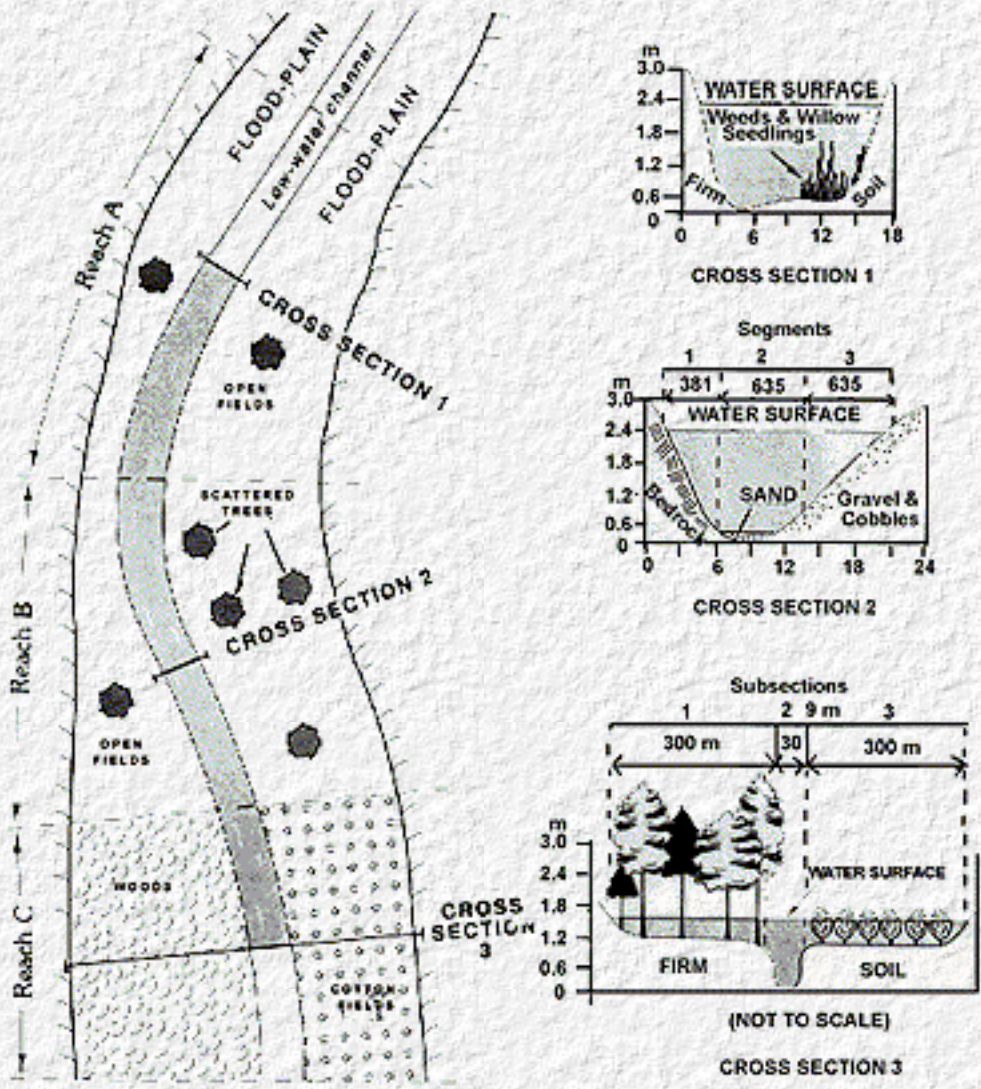 FLOOD-PLAIN
Low-water channel
FLOOD-PLAIN
Reach A
CROSS SECTION 1
OPEN
FIELDS
SCATTERED
TREES
CROSS SECTION 2
Reach B
OPEN
FIELDS
WOODS
CROSS
SECTION
3
Reach C
COTTON
FIELDS
m
3.0
WATER SURFACE
2.4
Weeds & Willow
Seedlings
1.8
1.2
Firm
Soil
0.6
0
0 6 12 18
CROSS SECTION 1
Segments
1 2 3
m
381 635 635
3.0
WATER SURFACE
2.4
1.8
1.2
SAND
Gravel &
Cobbles
Bedroc
0.6
0
0 6 12 18 24
CROSS SECTION 2
Subsections
1 2 9 m 3
300 m 30 300 m
m
3.0
2.4
WATER SURFACE
1.8
1.2
0.6
FIRM SOIL
0
(NOT TO SCALE)
CROSS SECTION 3